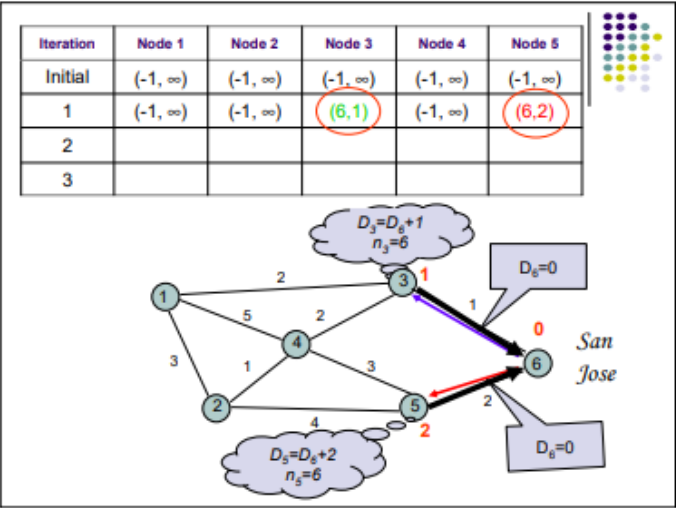 Iteration Node 1 Node 2 Node 3 Node 4 Node 5
Initial (-1, ∞) (-1, ∞) (-1, ∞) (-1, ∞) (-1, ∞)
1 (-1, ∞) (-1, ∞) (6,1) (-1, ∞) (6,2)
2
3
D₃=D₆+1
n₃=6
D₆=0
2
3
1
1
1
5
2
4
0
San
Jose
3
1
3
6
2
2
5
4
2
D₅=D₆+2
n₅=6
D₆=0